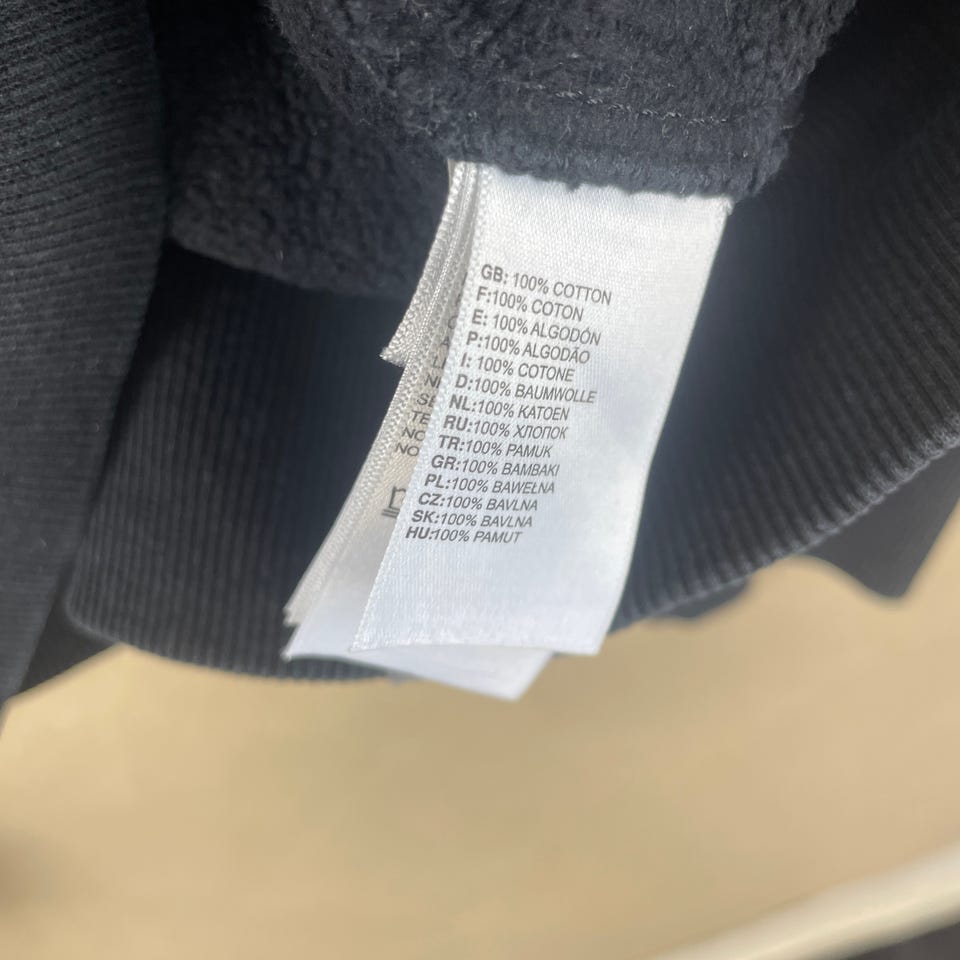 GB: 100% COTTON
F:100% COTON
E: 100% ALGODÓN
P:100% ALGODÃO
I: 100% COTONE
D:100% BAUMWOLLE
NL:100% KATOEN
RU:100% ХЛОПОК
TR:100% PAMUK
GR:100% BAMBAKI
PL:100% BAWEŁNA
CZ:100% BAVLNA
SK:100% BAVLNA
HU:100% PAMUT